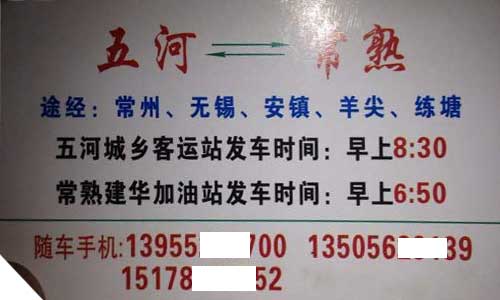 五河 常熟
途经：常州、无锡、安镇、羊尖、练塘
五河城乡客运站发车时间：早上8:30
常熟建华加油站发车时间：早上6:50
随车手机:13955 700 135056 39
15178 52